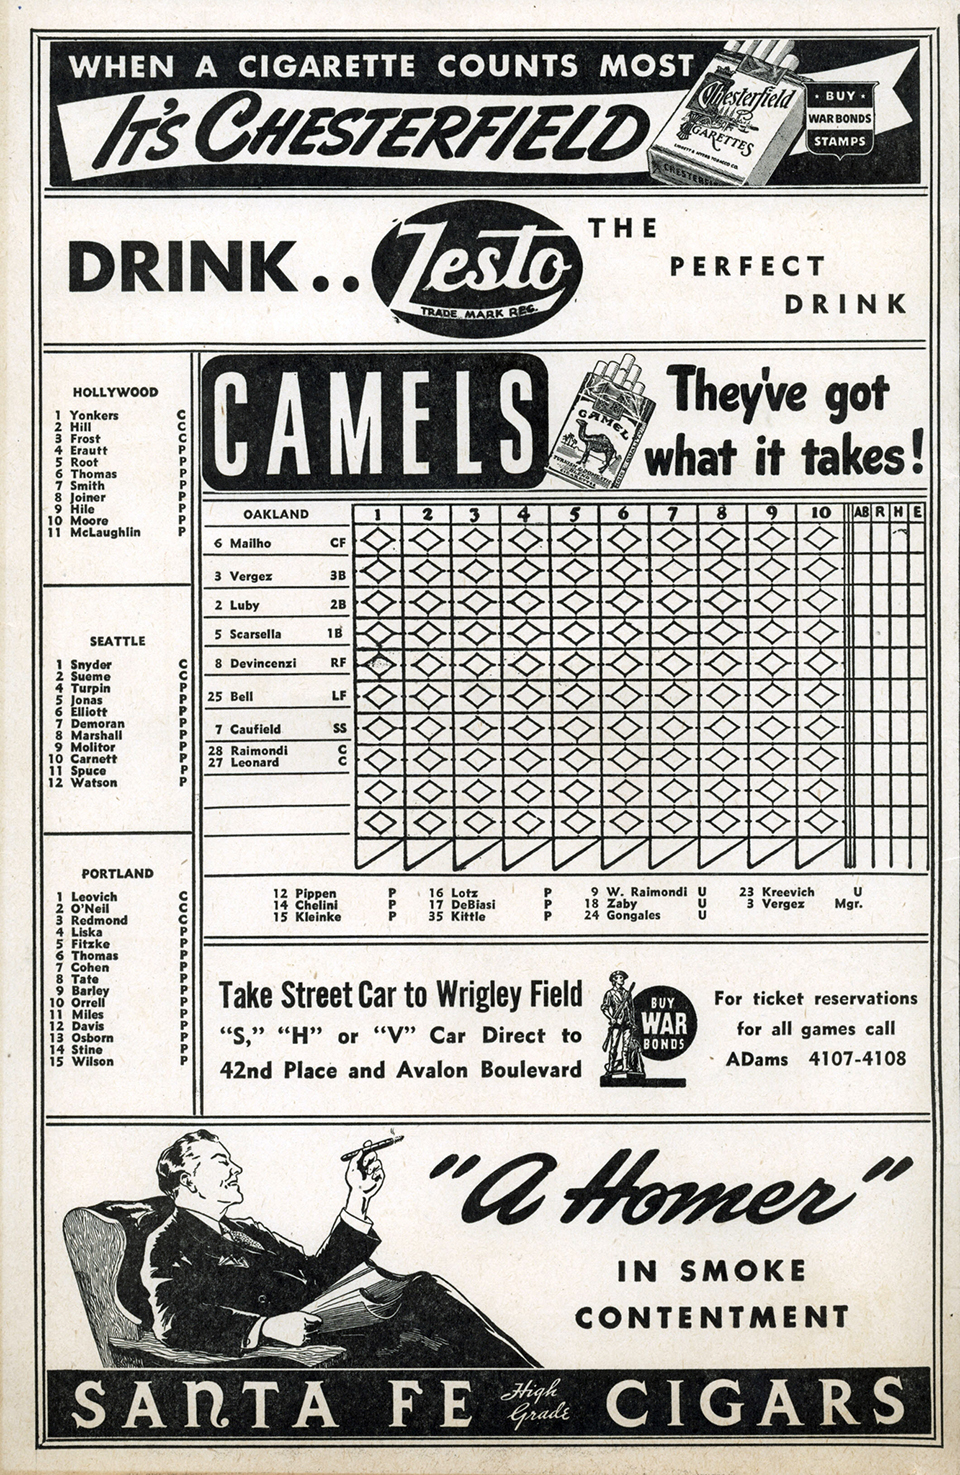 WHEN A CIGARETTE COUNTS MOST
IT'S CHESTERFIELD
Chesterfield
CIGARETTES
LIGGETT & MYERS TOBACCO CO.
CHESTERFIELD
· BUY ·
WAR BONDS
STAMPS
DRINK..
Zesto
TRADE MARK REG.
THE
PERFECT
DRINK
HOLLYWOOD
1 Yonkers C
2 Hill C
3 Frost C
4 Erautt P
5 Root P
6 Thomas P
7 Smith P
8 Joiner P
9 Hile P
10 Moore P
11 McLaughlin P
SEATTLE
1 Snyder C
2 Sueme C
4 Turpin P
5 Jonas P
6 Elliott P
7 Demoran P
8 Marshall P
9 Molitor P
10 Carnett P
11 Spuce P
12 Watson P
PORTLAND
1 Leovich C
2 O'Neil C
3 Redmond C
4 Liska P
5 Fitzke P
6 Thomas P
7 Cohen P
8 Tate P
9 Barley P
10 Orrell P
11 Miles P
12 Davis P
13 Osborn P
14 Stine P
15 Wilson P
CAMELS
CAMEL
They've got
what it takes!
OAKLAND 1 2 3 4 5 6 7 8 9 10 AB R H E
6 Mailho CF
3 Vergez 3B
2 Luby 2B
5 Scarsella 1B
8 Devincenzi RF
25 Bell LF
7 Caufield SS
28 Raimondi C
27 Leonard C
12 Pippen P 16 Lotz P 9 W. Raimondi U 23 Kreevich U
14 Chelini P 17 DeBiasi P 18 Zaby U 3 Vergez Mgr.
15 Kleinke P 35 Kittle P 24 Gongales U
Take Street Car to Wrigley Field
"S," "H" or "V" Car Direct to
42nd Place and Avalon Boulevard
BUY
WAR
BONDS
For ticket reservations
for all games call
ADams 4107-4108
"A Homer"
IN SMOKE
CONTENTMENT
SANTA FE High Grade CIGARS